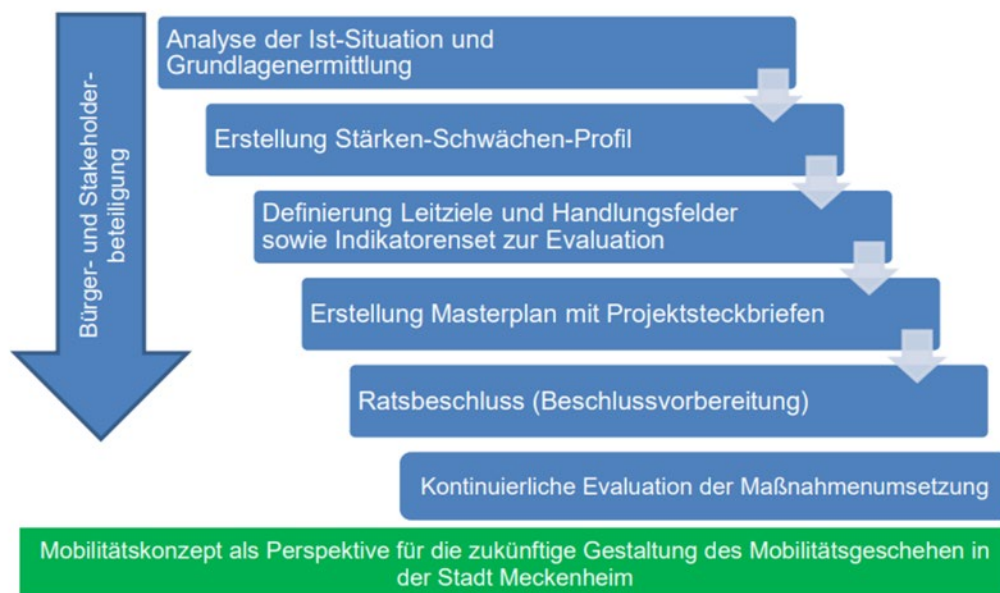 Bürger- und Stakeholder-
beteiligung
Analyse der Ist-Situation und
Grundlagenermittlung
Erstellung Stärken-Schwächen-Profil
Definierung Leitziele und Handlungsfelder
sowie Indikatorenset zur Evaluation
Erstellung Masterplan mit Projektsteckbriefen
Ratsbeschluss (Beschlussvorbereitung)
Kontinuierliche Evaluation der Maßnahmenumsetzung
Mobilitätskonzept als Perspektive für die zukünftige Gestaltung des Mobilitätsgeschehen in
der Stadt Meckenheim